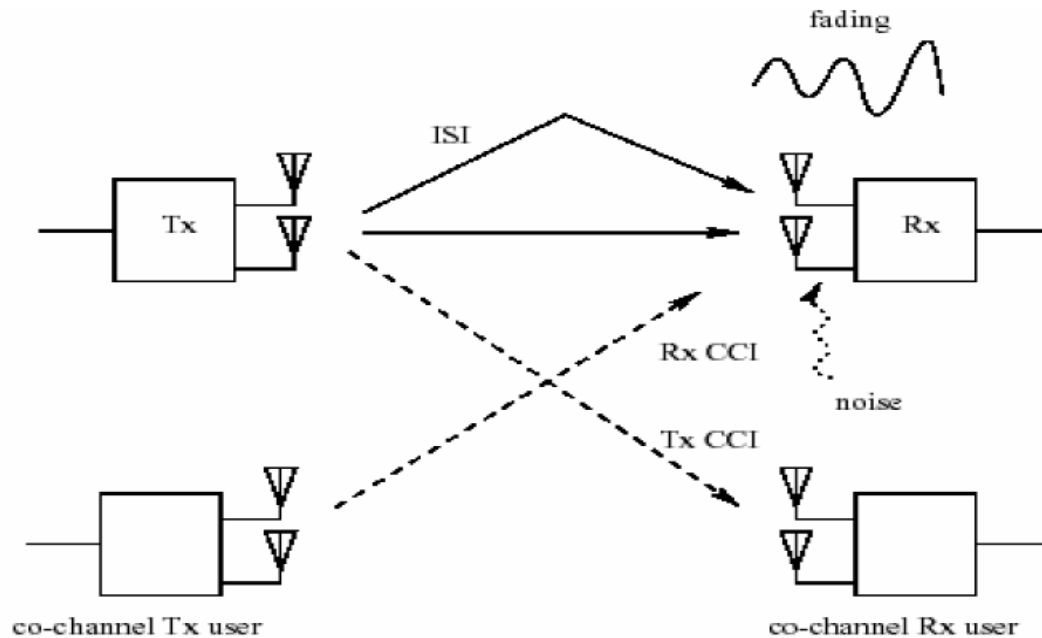 fading
ISI
Tx
Rx
Rx CCI
noise
Tx CCI
co-channel Tx user
co-channel Rx user